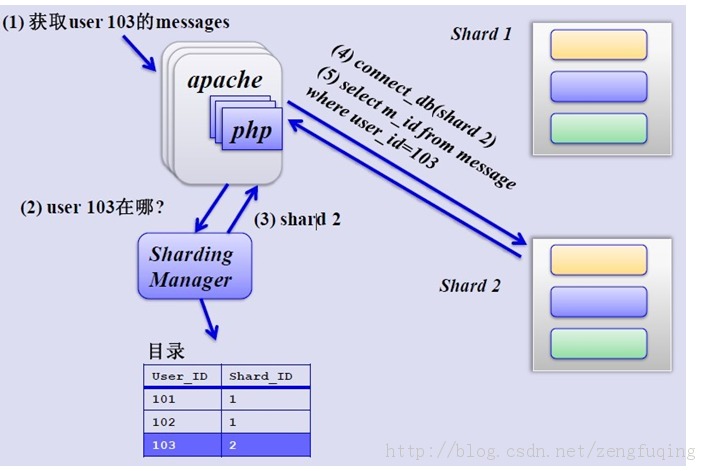 (1) 获取user 103的messages
Shard 1
apache
php
(4) connect_db(shard 2)
(5) select m_id from message
where user_id=103
(2) user 103在哪?
(3) shard 2
Sharding
Manager
Shard 2
目录
User_ID Shard_ID
101 1
102 1
103 2
http://blog.csdn.net/zengfuqing